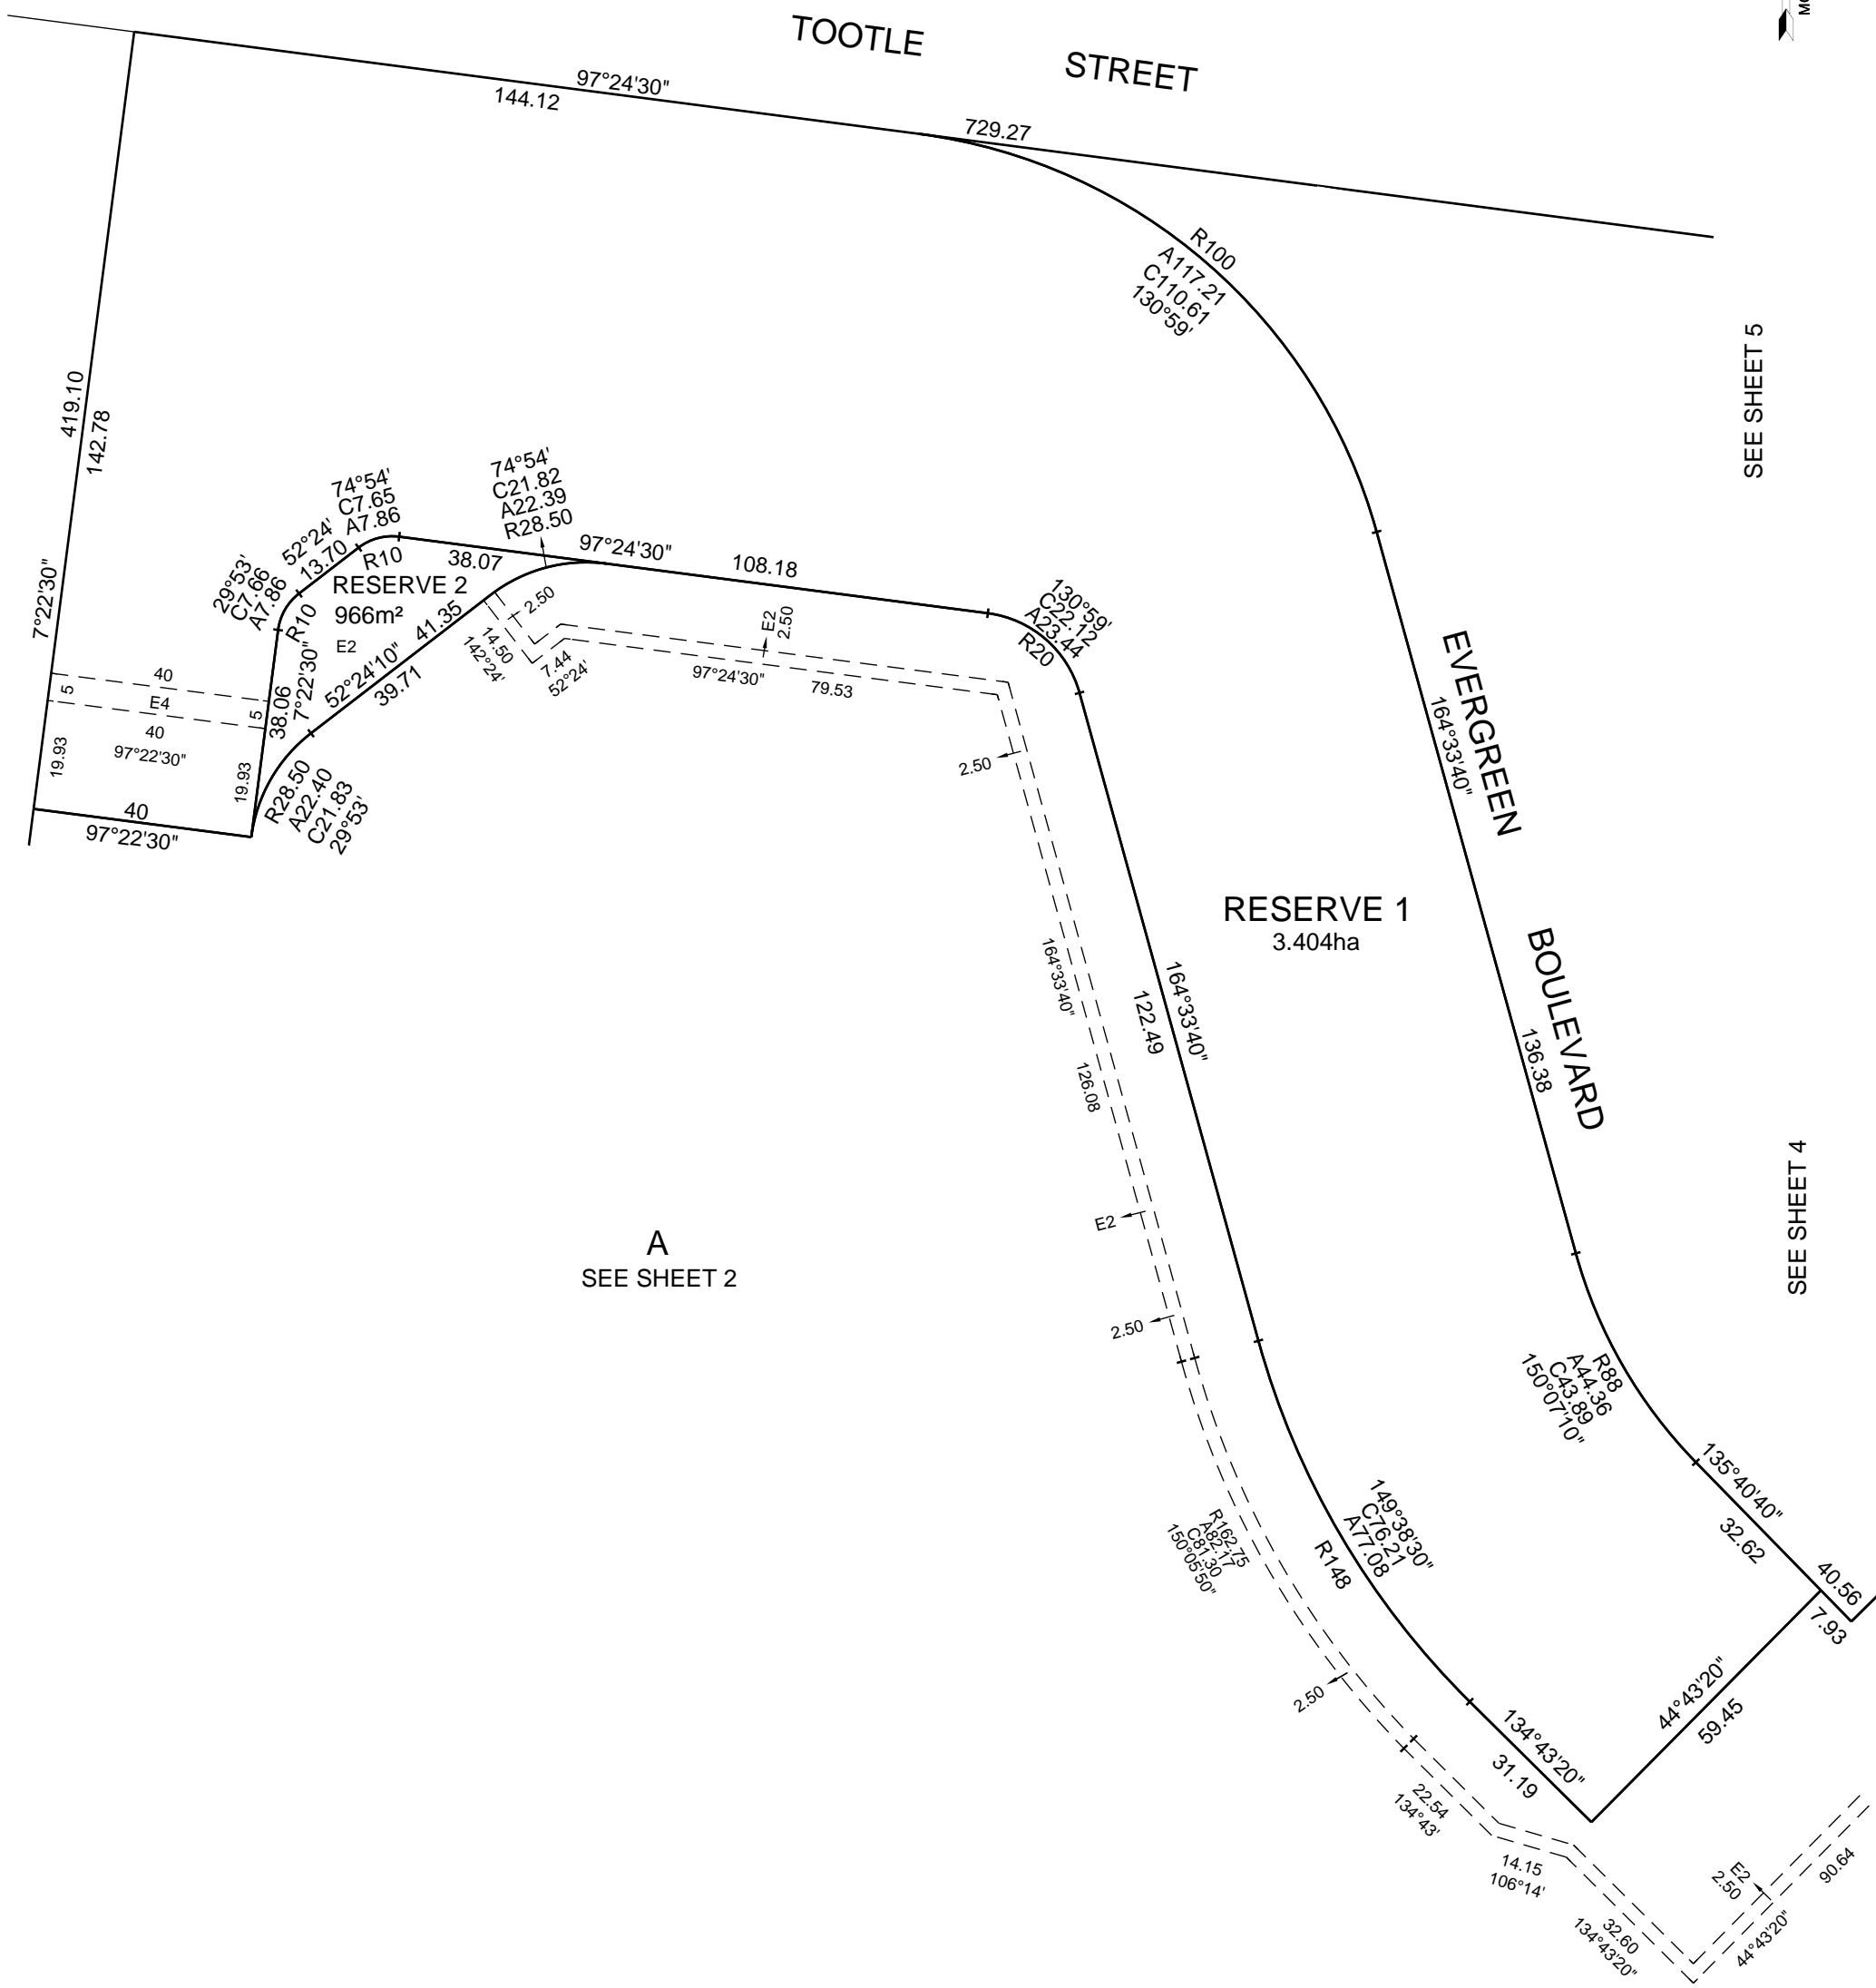 TOOTLE STREET
97°24'30"
144.12
729.27
R100
A117.21
C110.61
130°59'
SEE SHEET 5
419.10
142.78
7°22'30"
74°54'
C7.65
A7.86
R10
52°24'
13.70
29°53'
C7.66
A7.86
R10
RESERVE 2
966m²
E2
38.07
74°54'
C21.82
A22.39
R28.50
97°24'30"
108.18
130°59'
C22.12
A23.44
R20
41.35
52°24'10"
39.71
7°22'30"
38.06
2.50
14.50
142°24'
7.44
52°24'
E2
2.50
97°24'30"
79.53
40
5
E4
5
40
97°22'30"
19.93
19.93
40
97°22'30"
R28.50
A22.40
C21.83
29°53'
2.50
EVERGREEN BOULEVARD
164°33'40"
136.38
RESERVE 1
3.404ha
164°33'40"
122.49
164°33'40"
126.08
E2
2.50
A
SEE SHEET 2
SEE SHEET 4
R88
A44.36
C43.89
150°07'10"
135°40'40"
32.62
40.56
7.93
149°38'30"
C76.21
A77.08
R148
R162.75
A82.17
C81.30
150°05'50"
2.50
44°43'20"
59.45
134°43'20"
31.19
22.54
134°43'
14.15
106°14'
32.60
134°43'20"
E2
2.50
90.64
44°43'20"